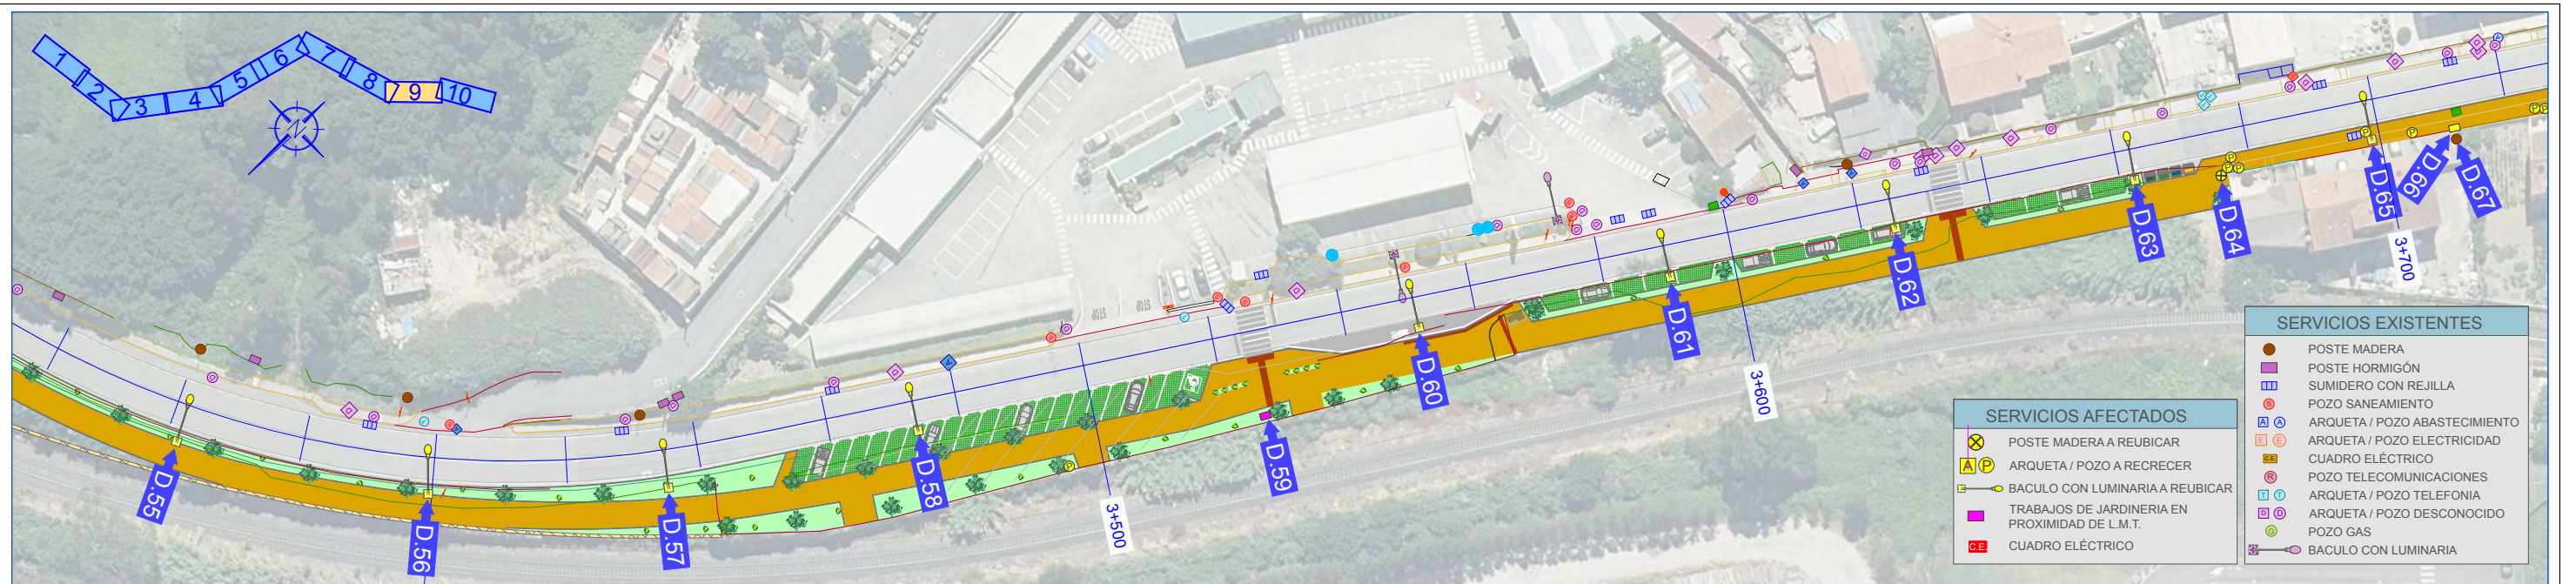 1
2
3
4
5
6
7
8
9
10
N
STOP
STOP
D.55
D.56
D.57
D.58
D.59
D.60
D.61
D.62
D.63
D.64
D.65
D.66
D.67
3+500
3+600
3+700
SERVICIOS AFECTADOS
POSTE MADERA A REUBICAR
A P ARQUETA / POZO A RECRECER
BACULO CON LUMINARIA A REUBICAR
TRABAJOS DE JARDINERIA EN
PROXIMIDAD DE L.M.T.
C.E. CUADRO ELÉCTRICO
SERVICIOS EXISTENTES
POSTE MADERA
POSTE HORMIGÓN
SUMIDERO CON REJILLA
S POZO SANEAMIENTO
A A ARQUETA / POZO ABASTECIMIENTO
E E ARQUETA / POZO ELECTRICIDAD
C.E. CUADRO ELÉCTRICO
R POZO TELECOMUNICACIONES
T T ARQUETA / POZO TELEFONIA
D D ARQUETA / POZO DESCONOCIDO
G POZO GAS
BACULO CON LUMINARIA